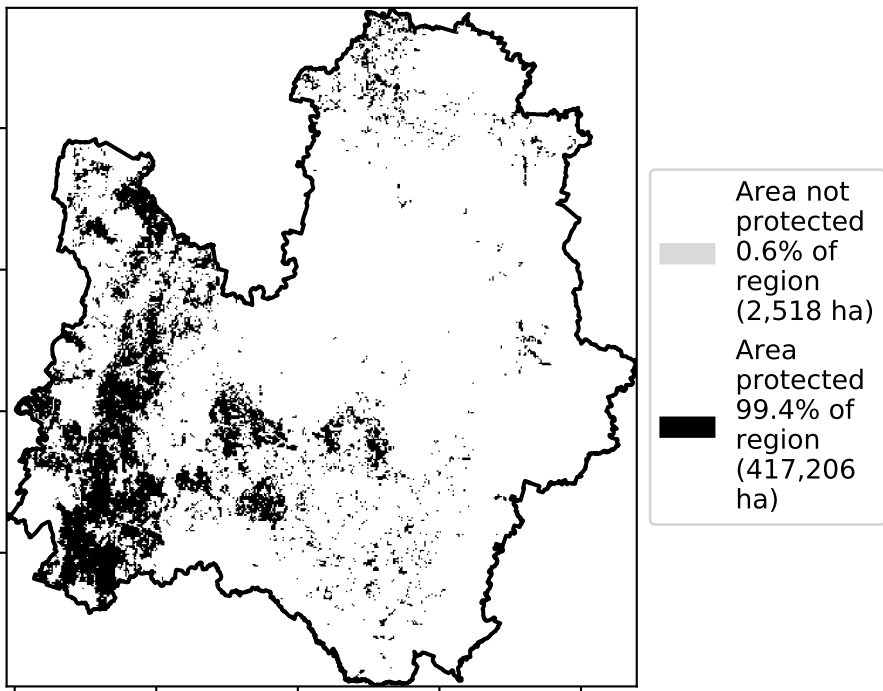 Area not
protected
0.6% of
region
(2,518 ha)
Area
protected
99.4% of
region
(417,206
ha)